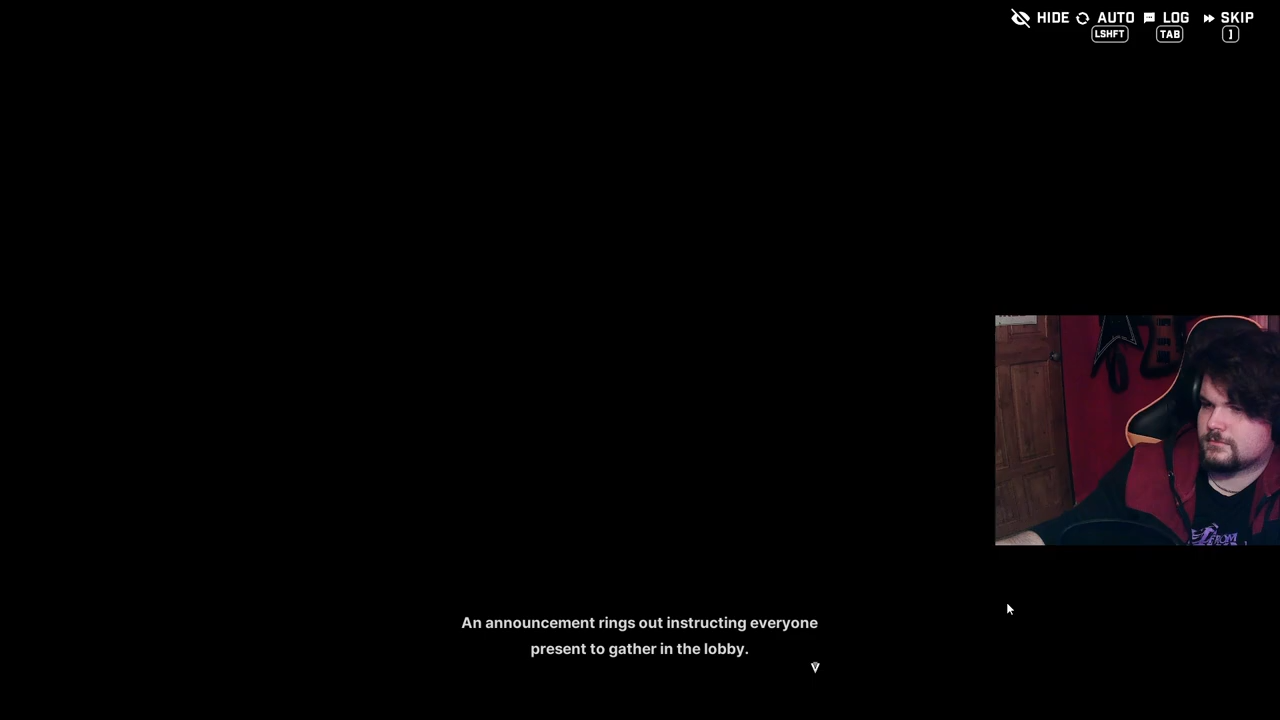 HIDE AUTO LOG SKIP
LSHFT TAB ]
An announcement rings out instructing everyone
present to gather in the lobby.